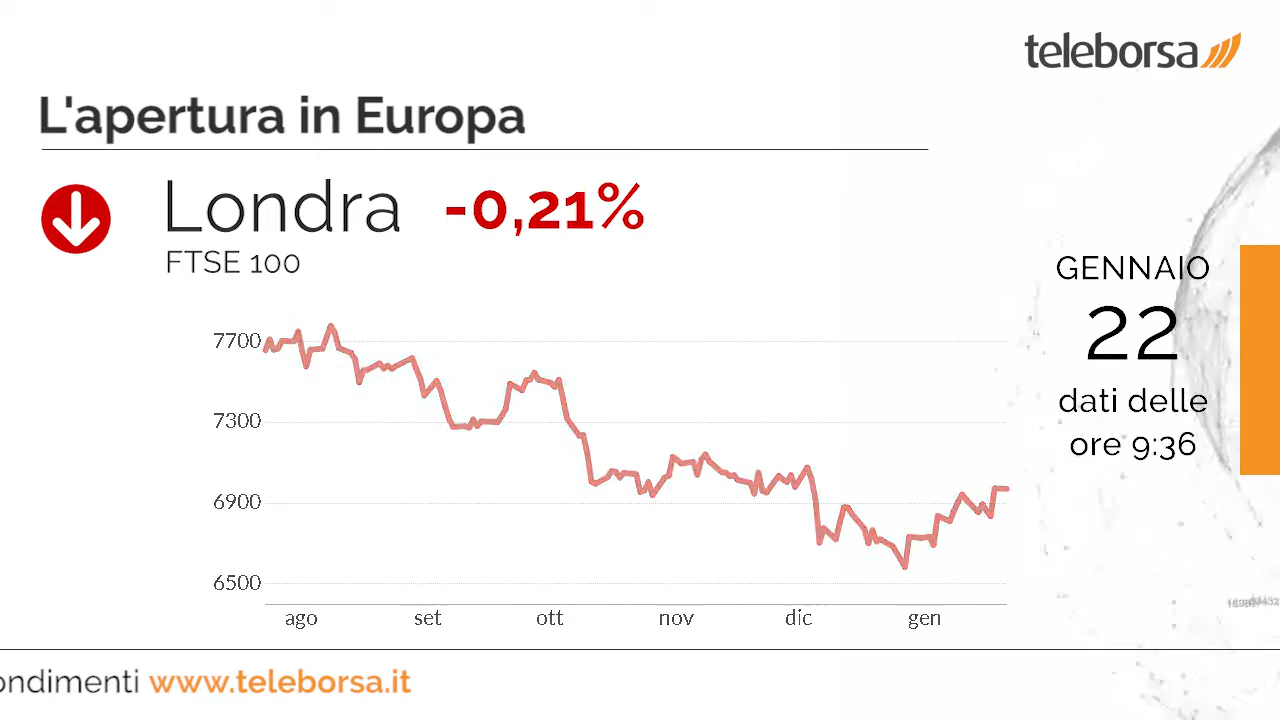 teleborsa
L'apertura in Europa
Londra -0,21%
FTSE 100
7700
7300
6900
6500
ago set ott nov dic gen
GENNAIO
22
dati delle
ore 9:36
ondimenti www.teleborsa.it